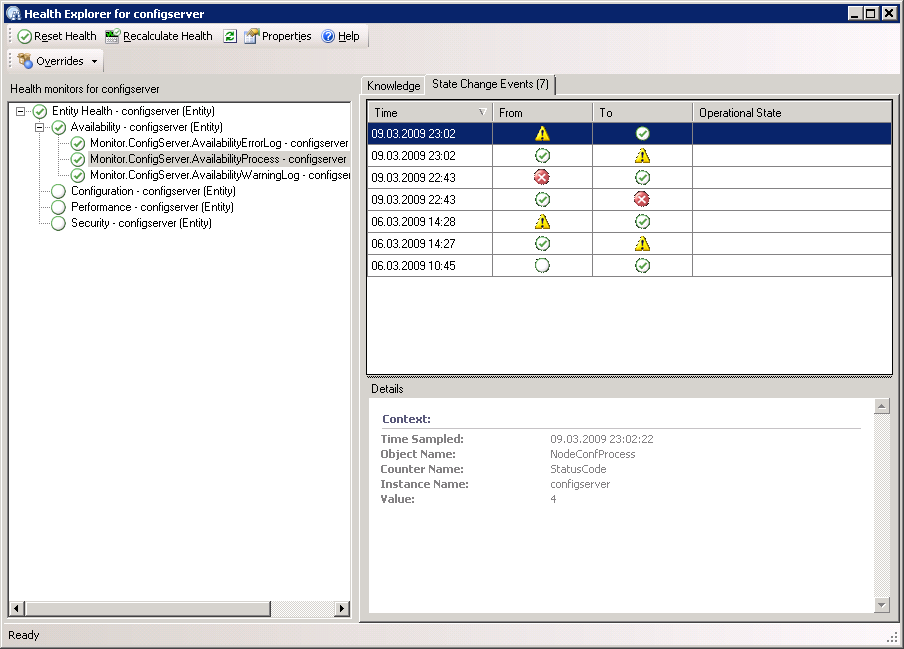 Health Explorer for configserver
Reset Health Recalculate Health Properties Help
Overrides
Health monitors for configserver
Entity Health - configserver (Entity)
Availability - configserver (Entity)
Monitor.ConfigServer.AvailabilityErrorLog - configserver
Monitor.ConfigServer.AvailabilityProcess - configserver
Monitor.ConfigServer.AvailabilityWarningLog - configser
Configuration - configserver (Entity)
Performance - configserver (Entity)
Security - configserver (Entity)
Knowledge State Change Events (7)
Time From To Operational State
09.03.2009 23:02
09.03.2009 23:02
09.03.2009 22:43
09.03.2009 22:43
06.03.2009 14:28
06.03.2009 14:27
06.03.2009 10:45
Details
Context:
Time Sampled: 09.03.2009 23:02:22
Object Name: NodeConfProcess
Counter Name: StatusCode
Instance Name: configserver
Value: 4
Ready